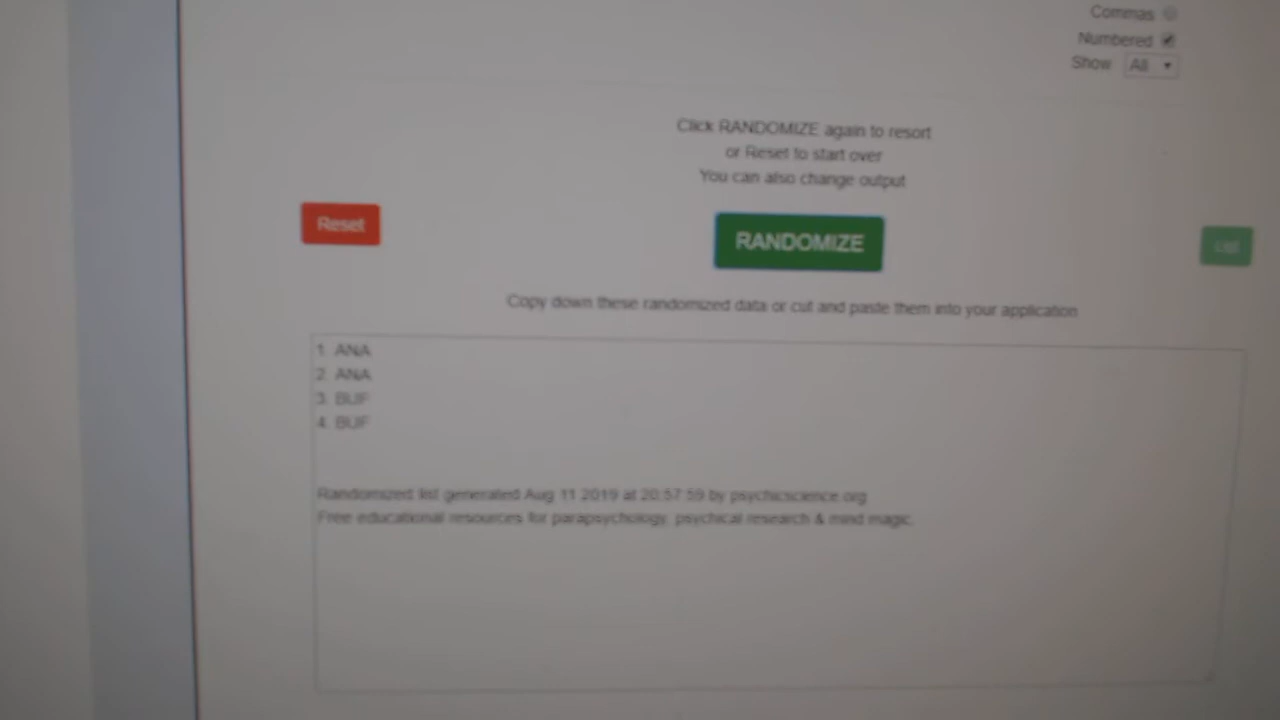 Commas
Numbered
Show All
Click RANDOMIZE again to resort
or Reset to start over
You can also change output
Reset
RANDOMIZE
List
Copy down these randomized data or cut and paste them into your application
1. ANA
2. ANA
3. BUF
4. BUF
Randomized list generated Aug 11 2019 at 20:57:59 by psychicscience.org
Free educational resources for parapsychology, psychical research & mind magic.